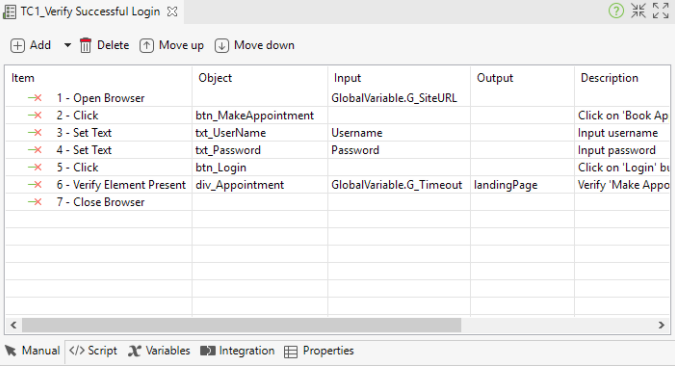 TC1_Verify Successful Login
Add Delete Move up Move down
Item Object Input Output Description
1 - Open Browser GlobalVariable.G_SiteURL
2 - Click btn_MakeAppointment Click on 'Book Ap
3 - Set Text txt_UserName Username Input username
4 - Set Text txt_Password Password Input password
5 - Click btn_Login Click on 'Login' bu
6 - Verify Element Present div_Appointment GlobalVariable.G_Timeout landingPage Verify 'Make Appo
7 - Close Browser
Manual </> Script Variables Integration Properties